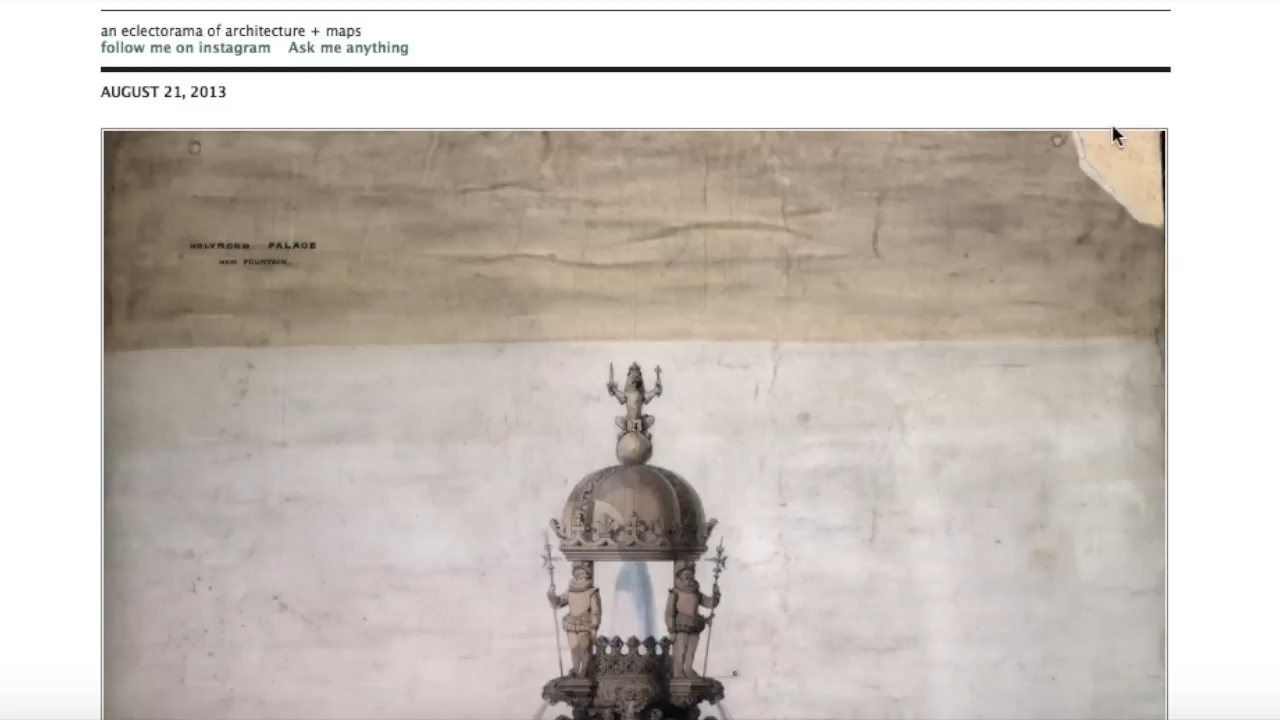 an eclectorama of architecture + maps
follow me on instagram Ask me anything
AUGUST 21, 2013
HOLYROOD PALACE
NEW FOUNTAIN.